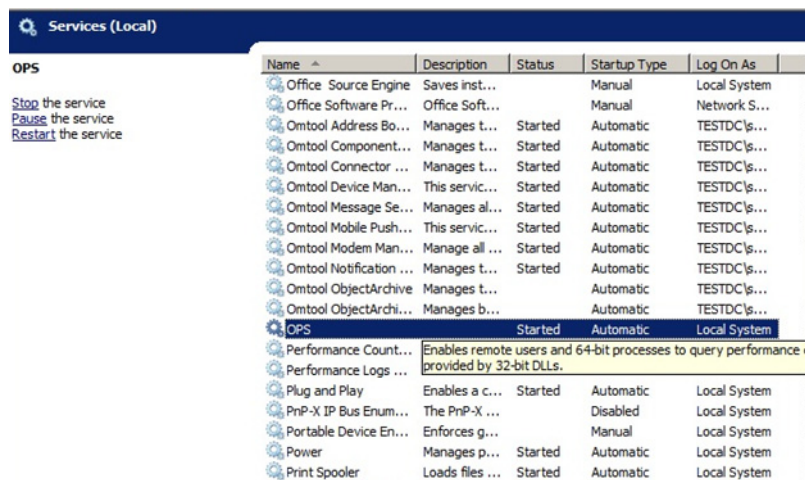 Services (Local)
OPS
Stop the service
Pause the service
Restart the service
Name Description Status Startup Type Log On As
Office Source Engine Saves inst... Manual Local System
Office Software Pr... Office Soft... Manual Network S...
Omtool Address Bo... Manages t... Started Automatic TESTDC\s...
Omtool Component... Manages t... Started Automatic TESTDC\s...
Omtool Connector ... Manages t... Started Automatic TESTDC\s...
Omtool Device Man... This servic... Started Automatic TESTDC\s...
Omtool Message Se... Manages al... Started Automatic TESTDC\s...
Omtool Mobile Push... This servic... Started Automatic TESTDC\s...
Omtool Modem Man... Manage all ... Started Automatic TESTDC\s...
Omtool Notification ... Manages t... Started Automatic TESTDC\s...
Omtool ObjectArchive Manages t... Automatic TESTDC\s...
Omtool ObjectArchi... Manages b... Automatic TESTDC\s...
OPS Started Automatic Local System
Performance Count... Enables remote users and 64-bit processes to query performance
Performance Logs ... provided by 32-bit DLLs.
Plug and Play Enables a c... Started Automatic Local System
PnP-X IP Bus Enum... The PnP-X ... Disabled Local System
Portable Device En... Enforces g... Manual Local System
Power Manages p... Started Automatic Local System
Print Spooler Loads files ... Started Automatic Local System